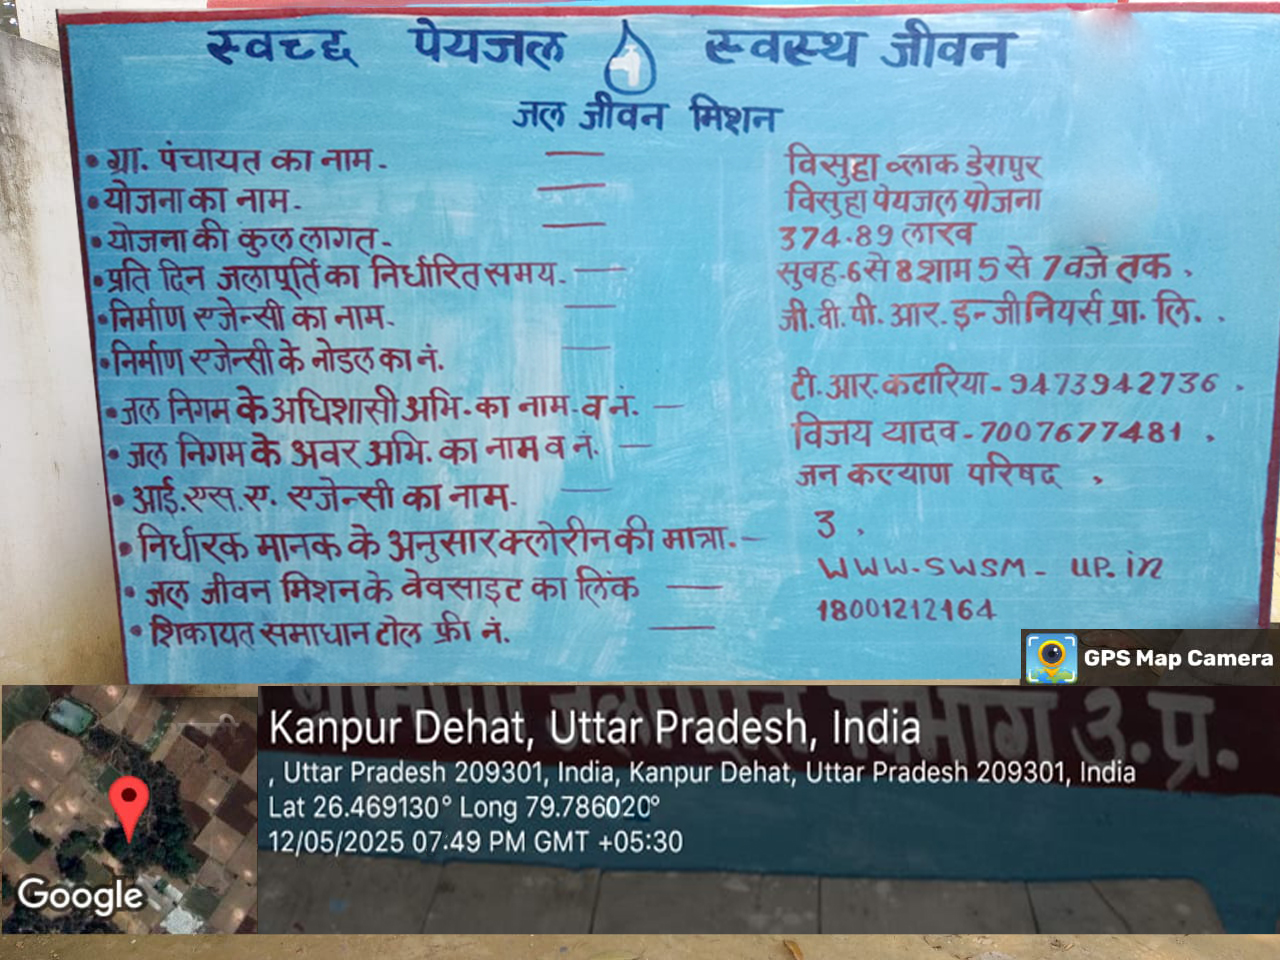 स्वच्छ पेयजल स्वस्थ जीवन
जल जीवन मिशन
• ग्रा. पंचायत का नाम. — विसुहा व्लाक डेरापुर
• योजना का नाम. — विसुहा पेयजल योजना
• योजना की कुल लागत. — 374.89 लाख
• प्रति दिन जलापूर्ति का निर्धारित समय. — सुवह-6 से 8 शाम 5 से 7 वजे तक .
• निर्माण एजेन्सी का नाम. — जी.वी.पी.आर.इन्जीनियर्स प्रा. लि. .
• निर्माण एजेन्सी के नोडल का नं. —
• जल निगम के अधिशासी अभि. का नाम व नं. — टी.आर.कटारिया-9473942736 .
• जल निगम के अवर अभि. का नाम व नं. — विजय यादव-7007677481 .
• आई.एस.ए. एजेन्सी का नाम. — जन कल्याण परिषद ,
• निर्धारक मानक के अनुसार क्लोरीन की मात्रा. — 3 .
• जल जीवन मिशन के वेवसाइट का लिंक — www.swsm-up.in
• शिकायत समाधान टोल फ्री नं. — 18001212164
GPS Map Camera
ग्रामीण जलापूर्ति विभाग उ.प्र.
Kanpur Dehat, Uttar Pradesh, India
, Uttar Pradesh 209301, India, Kanpur Dehat, Uttar Pradesh 209301, India
Lat 26.469130° Long 79.786020°
12/05/2025 07:49 PM GMT +05:30
Google